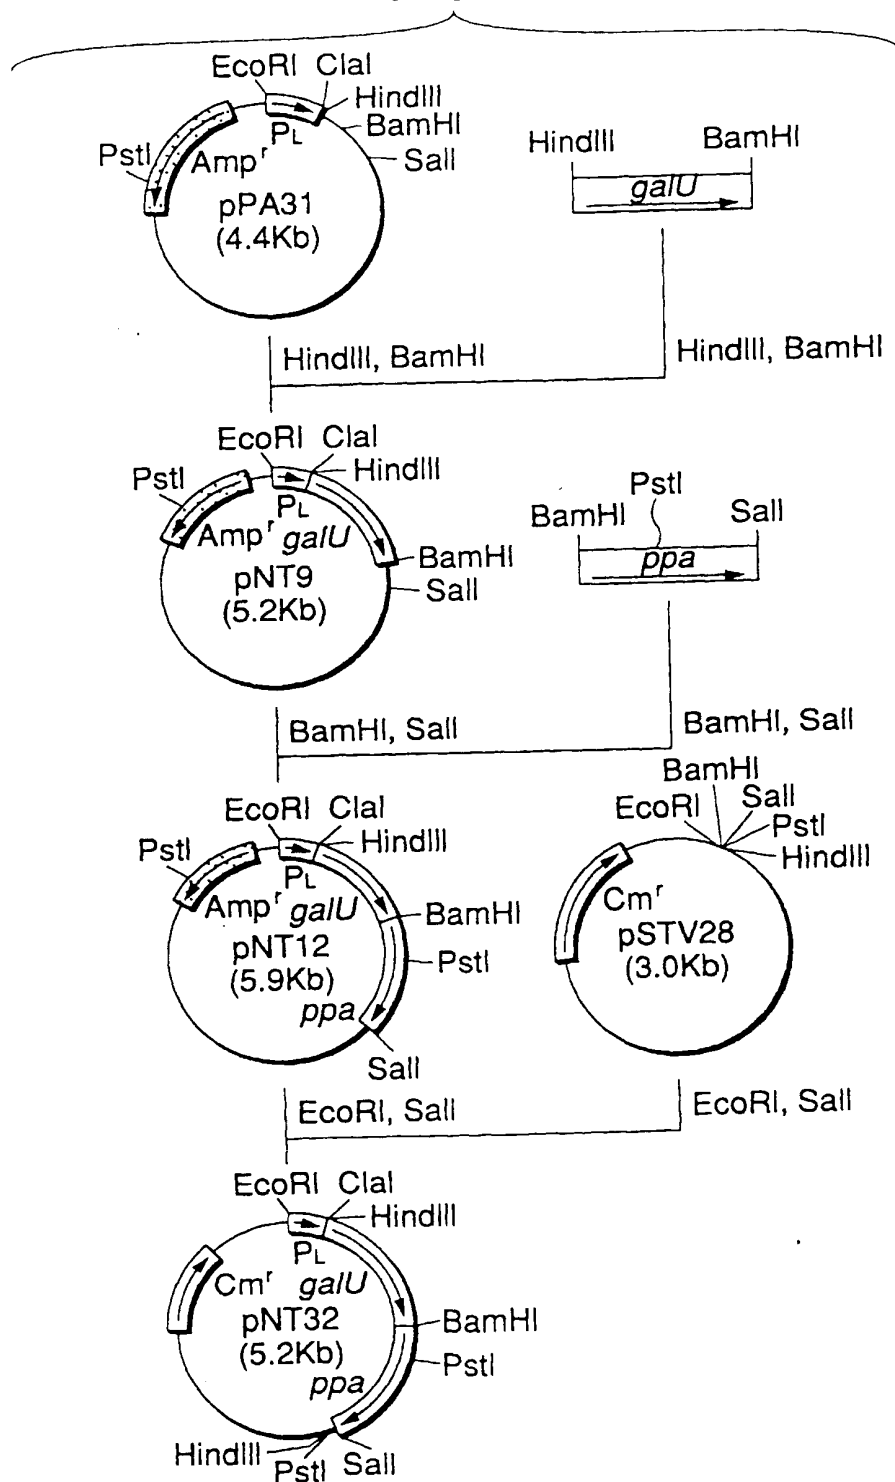 EcoRI ClaI
HindIII
BamHI
SalI
PstI
Ampʳ
PL
pPA31
(4.4Kb)
HindIII BamHI
galU
HindIII, BamHI
HindIII, BamHI
EcoRI ClaI
HindIII
PstI
PL
Ampʳ galU
BamHI
SalI
pNT9
(5.2Kb)
PstI
BamHI SalI
ppa
BamHI, SalI
BamHI, SalI
EcoRI ClaI
HindIII
PstI
PL
Ampʳ galU
BamHI
pNT12
(5.9Kb)
PstI
ppa
SalI
BamHI
EcoRI SalI
PstI
HindIII
Cmʳ
pSTV28
(3.0Kb)
EcoRI, SalI
EcoRI, SalI
EcoRI ClaI
HindIII
PL
Cmʳ galU
pNT32
(5.2Kb)
BamHI
PstI
ppa
HindIII
PstI SalI